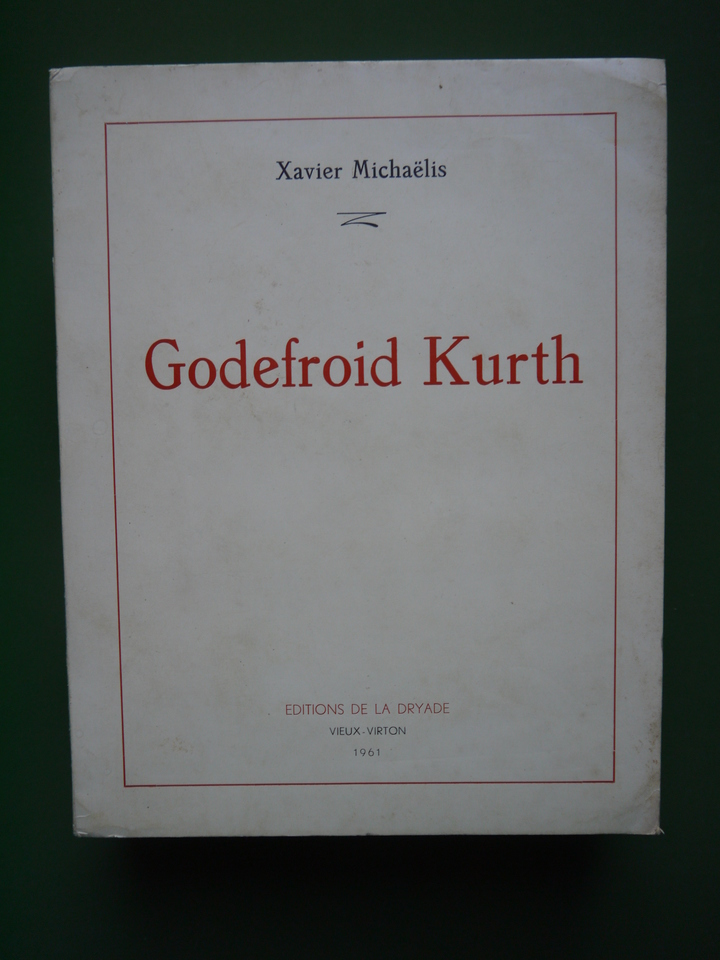 Xavier Michaëlis
Godefroid Kurth
EDITIONS DE LA DRYADE
VIEUX-VIRTON
1961